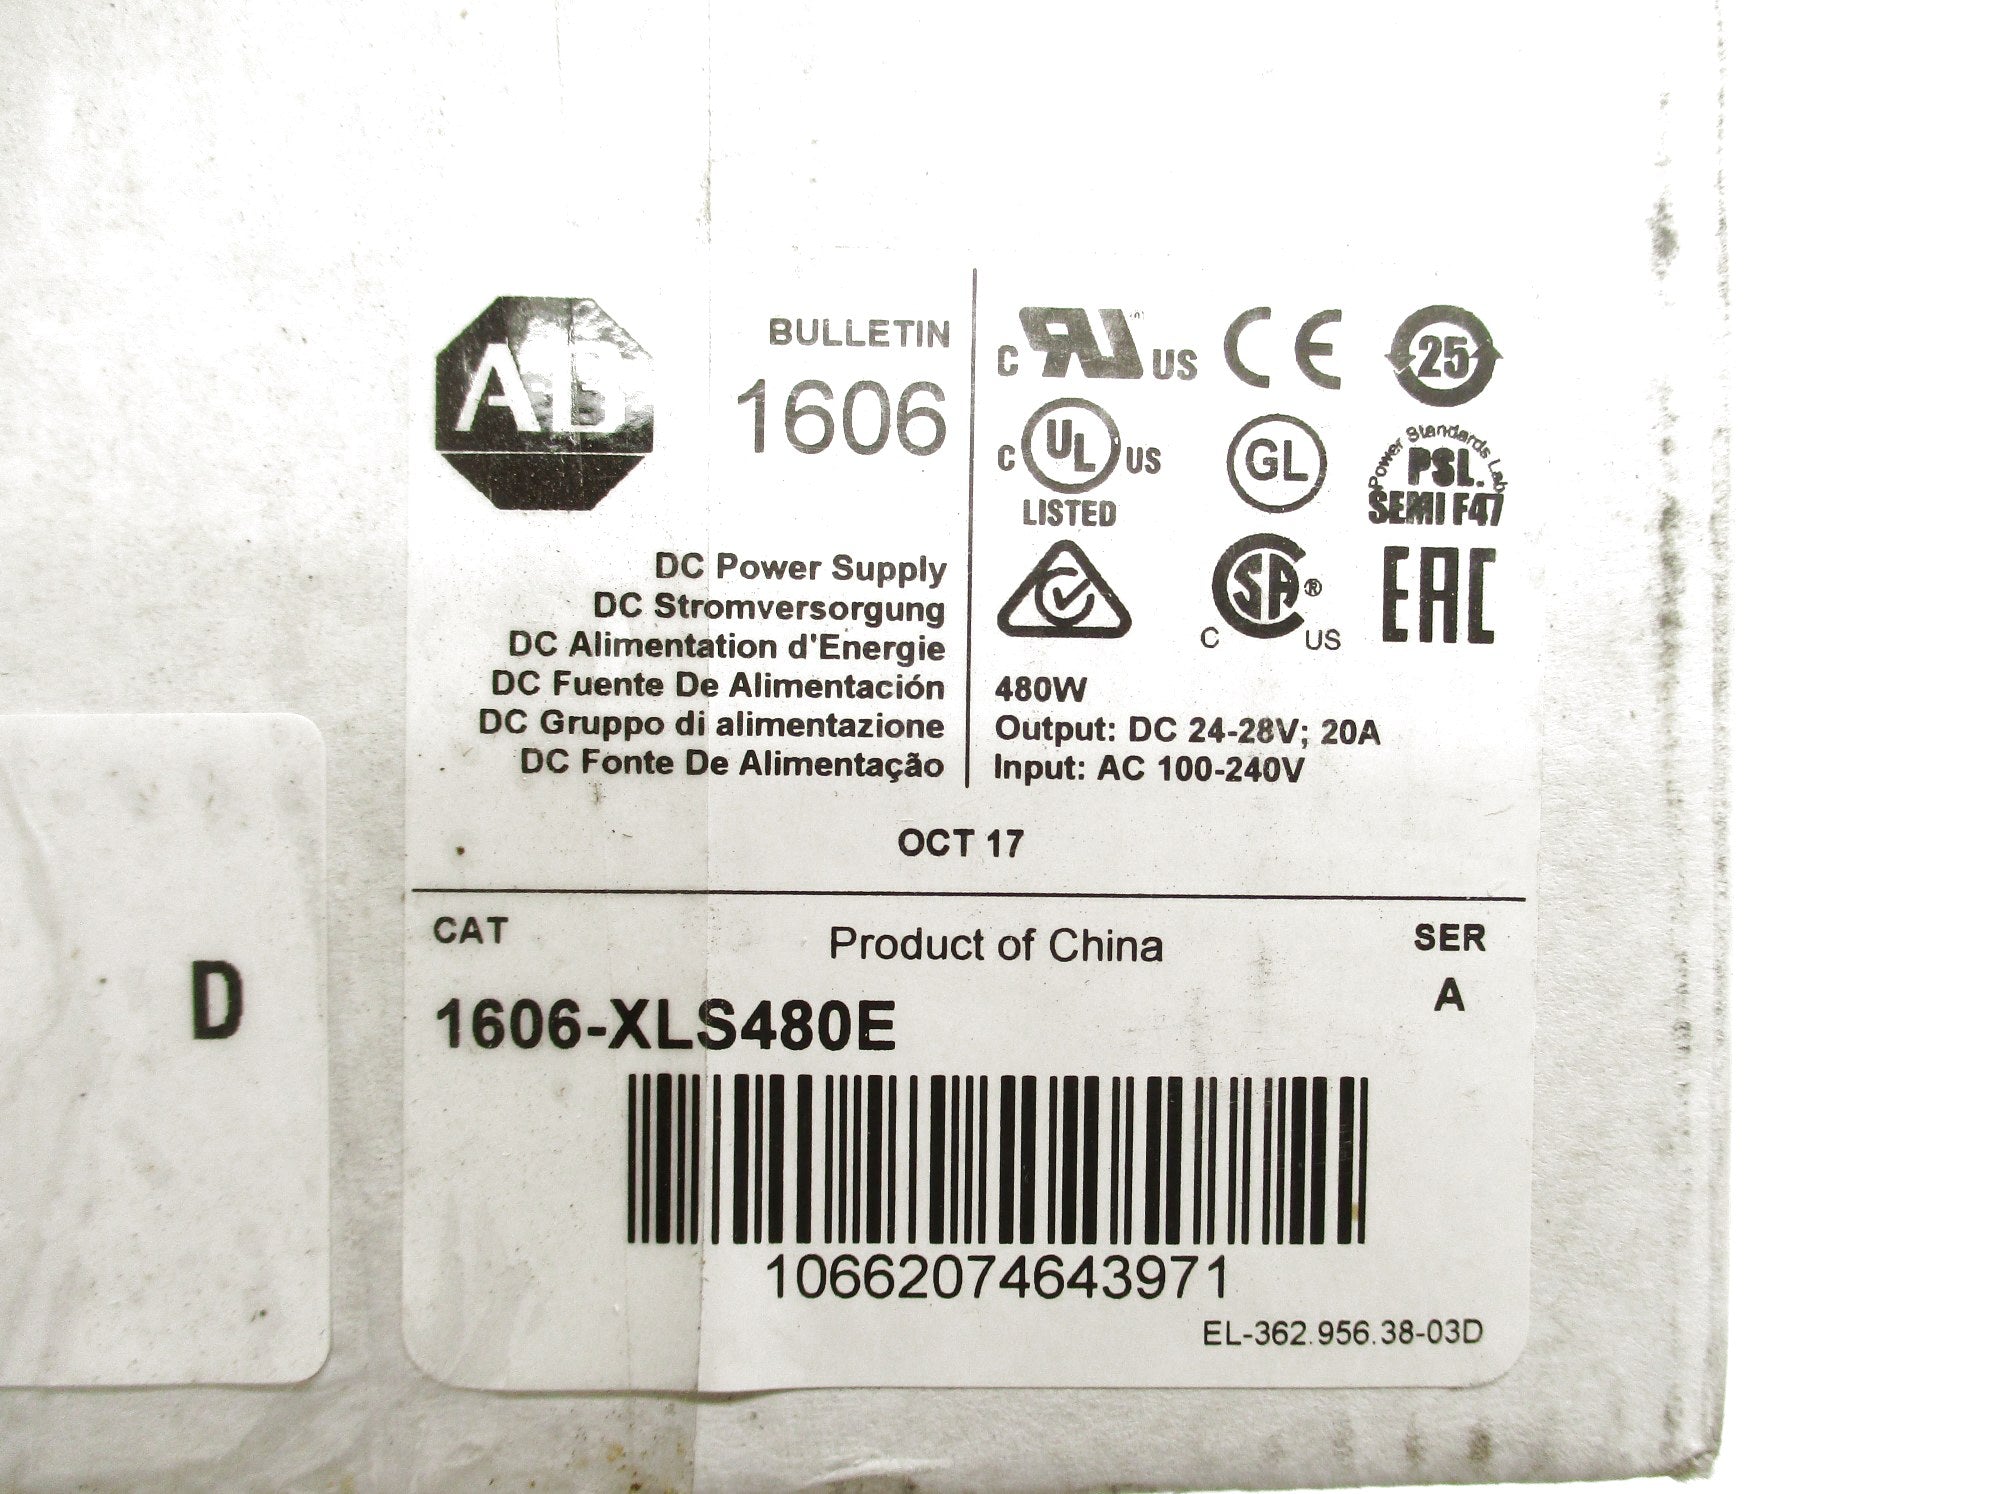 AB
BULLETIN
1606
DC Power Supply
DC Stromversorgung
DC Alimentation d'Energie
DC Fuente De Alimentación
DC Gruppo di alimentazione
DC Fonte De Alimentação
c RU US
CE
25
c UL US
LISTED
GL
Power Standards Lab
PSL.
SEMI F47
C SA ® US
EAC
480W
Output: DC 24-28V; 20A
Input: AC 100-240V
OCT 17
CAT
Product of China
SER
A
1606-XLS480E
10662074643971
EL-362.956.38-03D
D